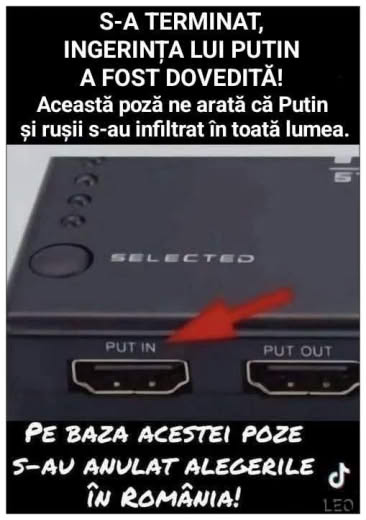 S-A TERMINAT,
INGERINȚA LUI PUTIN
A FOST DOVEDITĂ!
Această poză ne arată că Putin
și rușii s-au infiltrat în toată lumea.
SELECTED
PUT IN
PUT OUT
PE BAZA ACESTEI POZE
S-AU ANULAT ALEGERILE
ÎN ROMÂNIA!
LEO